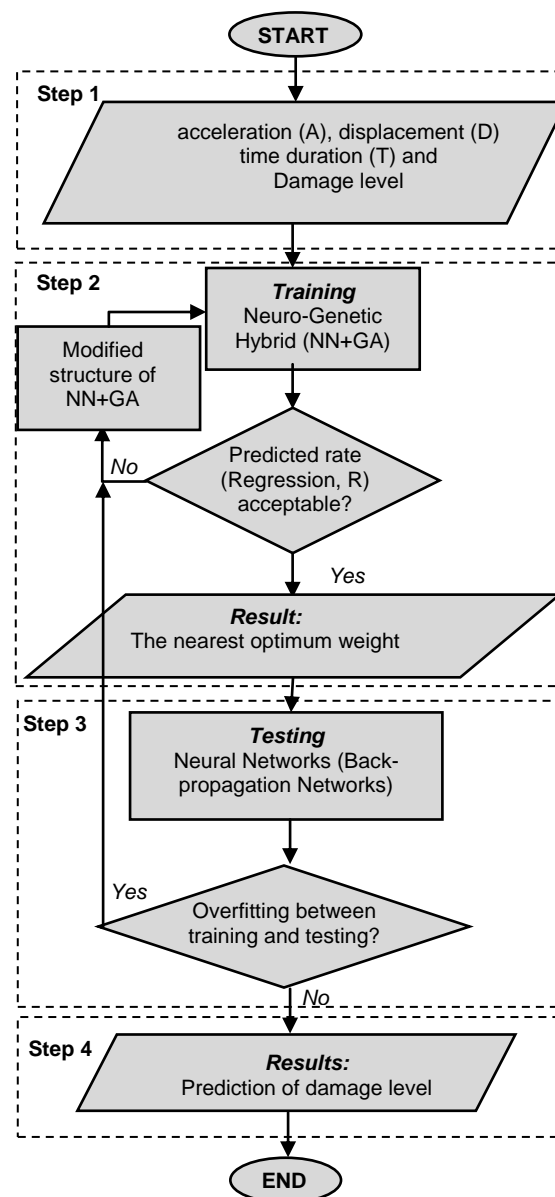 START
Step 1
acceleration (A), displacement (D)
time duration (T) and
Damage level
Step 2
Training
Neuro-Genetic
Hybrid (NN+GA)
Modified
structure of
NN+GA
No
Predicted rate
(Regression, R)
acceptable?
Yes
Result:
The nearest optimum weight
Step 3
Testing
Neural Networks (Back-
propagation Networks)
Yes
Overfitting between
training and testing?
No
Step 4
Results:
Prediction of damage level
END